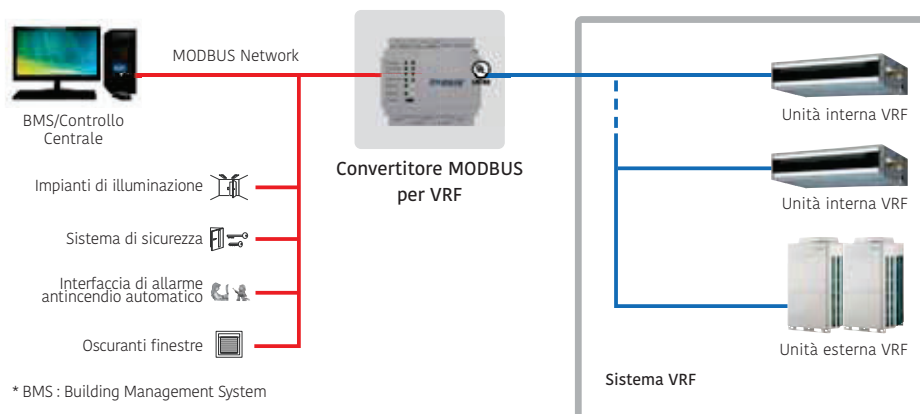 MODBUS Network
BMS/Controllo
Centrale
Convertitore MODBUS
per VRF
Impianti di illuminazione
Sistema di sicurezza
Interfaccia di allarme
antincendio automatico
Oscuranti finestre
* BMS : Building Management System
Unità interna VRF
Unità interna VRF
Unità esterna VRF
Sistema VRF